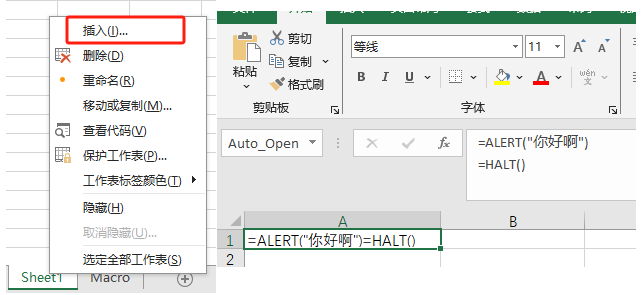 插入(I)...
删除(D)
重命名(R)
移动或复制(M)...
查看代码(V)
保护工作表(P)...
工作表标签颜色(T)
隐藏(H)
取消隐藏(U)...
选定全部工作表(S)
Sheet1
Macro
剪切
复制
格式刷
粘贴
剪贴板
等线
11
A
A
B
I
U
A
wén
文
字体
Auto_Open
fx
=ALERT("你好啊")
=HALT()
A
B
1
=ALERT("你好啊")=HALT()
2